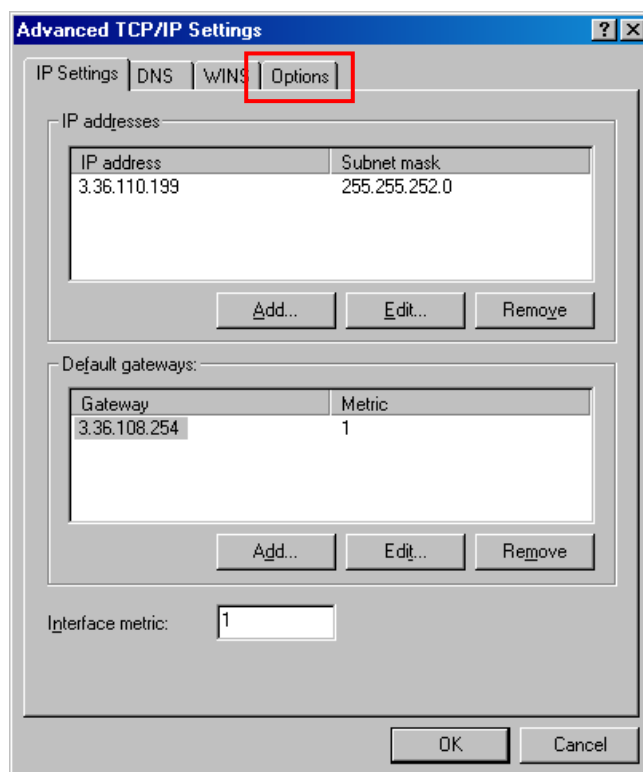 Advanced TCP/IP Settings
IP Settings DNS WINS Options
IP addresses
IP address Subnet mask
3.36.110.199 255.255.252.0
Add... Edit... Remove
Default gateways:
Gateway Metric
3.36.108.254 1
Add... Edit... Remove
Interface metric: 1
OK Cancel